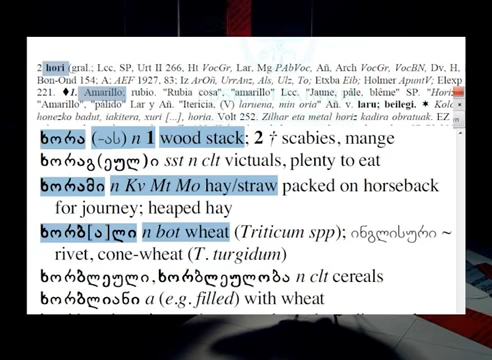 2 hori (gral.; Lcc, SP, Urt II 266, Ht VocGr, Lar, Mg PAbVoc, Añ, Arch VocGr, VocBN, Dv, H,
Bon-Ond 154; A; AEF 1927, 83; Iz ArOñ, UrrAnz, Als, Ulz, To; Etxba Eib; Holmer ApuntV; Elexp
221. ♦1. Amarillo; rubio. "Rubia cosa", "amarillo" Lcc. "Jaune, pâle, blême" SP. "Horia
"Amarillo", "pálido" Lar y Añ. "Itericia, (V) laruena, min oria" Añ. v. laru; beilegi. ✶ Kolore
honezko badut, iakitera, xuri [...], horia. Volt 252. Zilhar eta metal horiz kadira obratuak. EZ
ხორა (-ას) n 1 wood stack; 2 † scabies, mange
ხორაგ(ეულ)ი sst n clt victuals, plenty to eat
ხორამი n Kv Mt Mo hay/straw packed on horseback
for journey; heaped hay
ხორბ[ა]ლი n bot wheat (Triticum spp); ინგლისური ~
rivet, cone-wheat (T. turgidum)
ხორბლეული, ხორბლეულობა n clt cereals
ხორბლიანი a (e.g. filled) with wheat